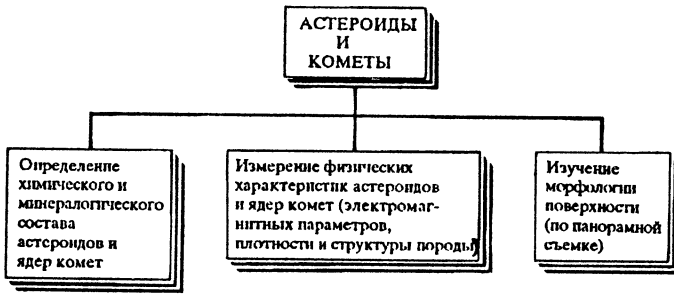 АСТЕРОИДЫ
И
КОМЕТЫ
Определение
химического и
минералогического
состава
астероидов и
ядер комет
Измерение физических
характеристик астероидов
и ядер комет (электромаг-
нитных параметров,
плотности и структуры породы)
Изучение
морфологии
поверхности
(по панорамной
съемке)